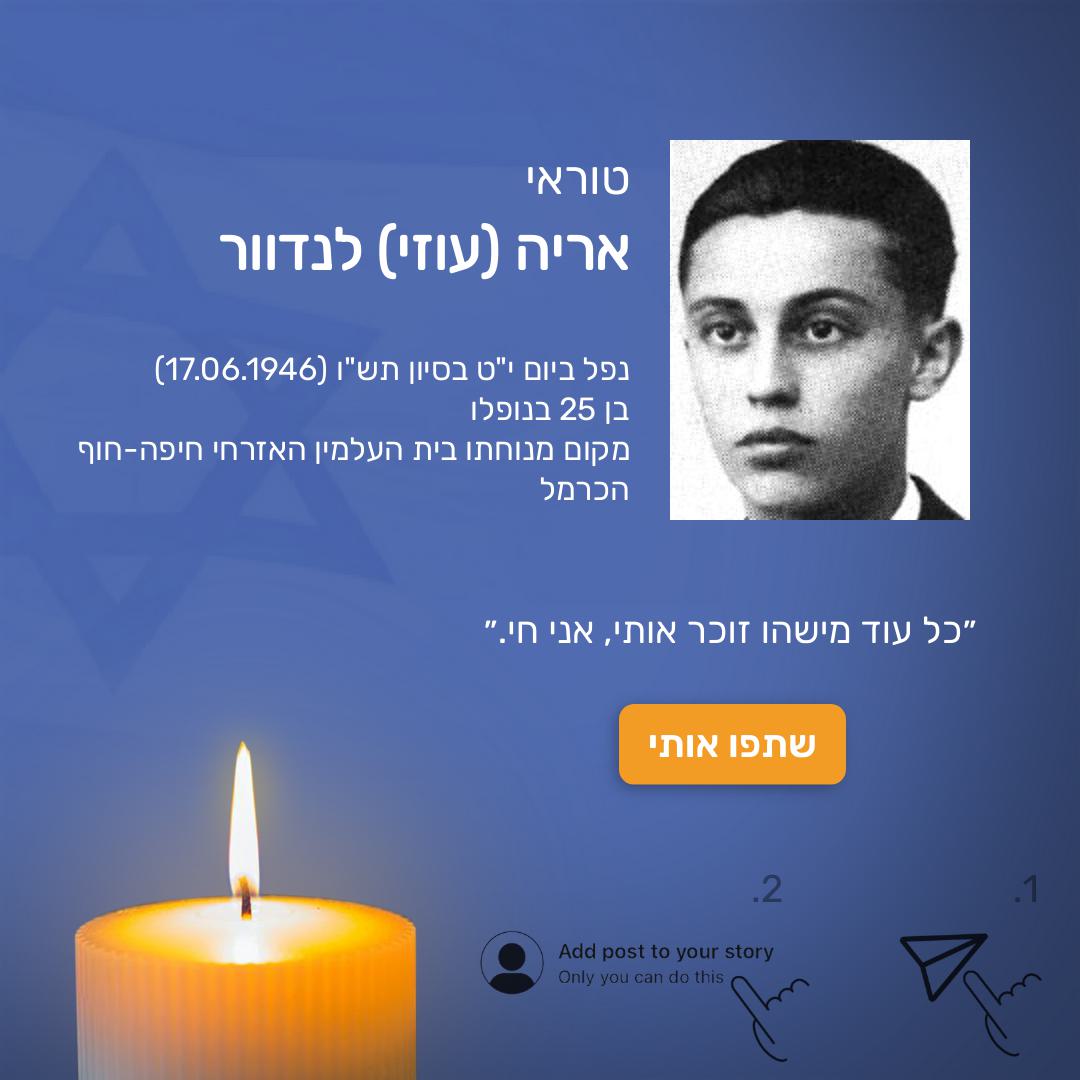 טוראי
אריה (עוזי) לנדוור
נפל ביום י"ט בסיון תש"ו (17.06.1946)
בן 25 בנופלו
מקום מנוחתו בית העלמין האזרחי חיפה-חוף
הכרמל
״כל עוד מישהו זוכר אותי, אני חי.״
שתפו אותי
.1
.2
Add post to your story
Only you can do this